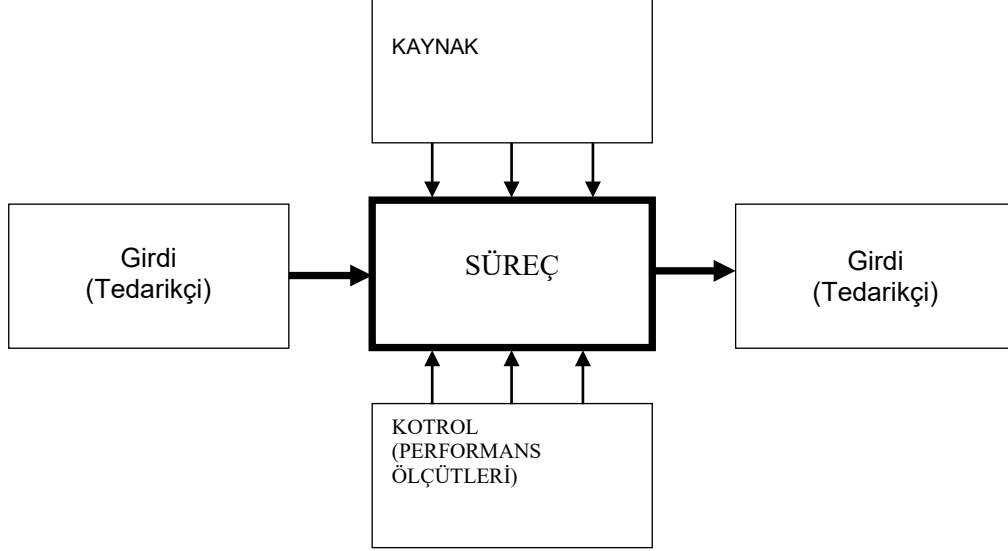 KAYNAK
Girdi
(Tedarikçi)
SÜREÇ
Girdi
(Tedarikçi)
KOTROL
(PERFORMANS
ÖLÇÜTLERİ)